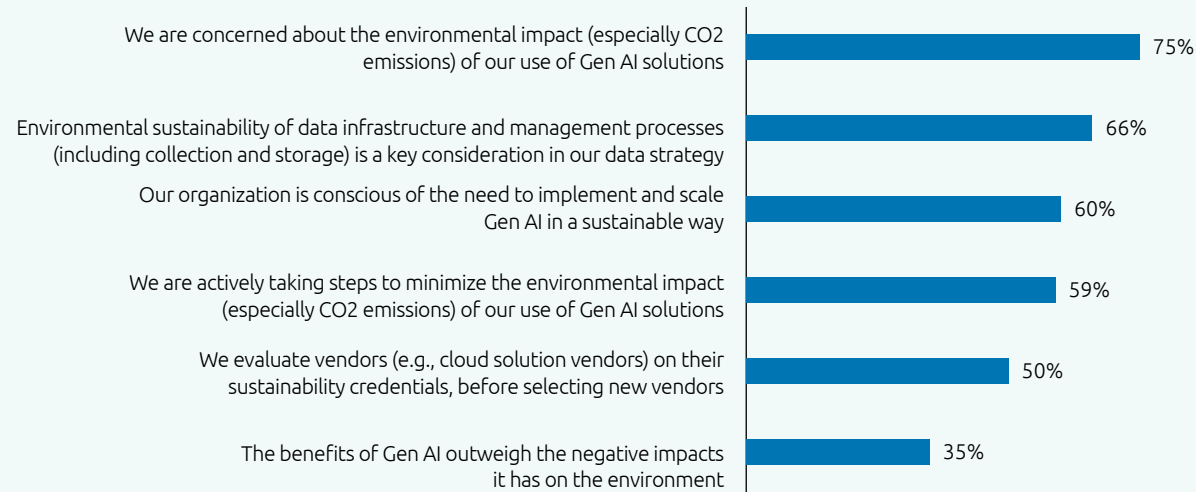 We are concerned about the environmental impact (especially CO2
emissions) of our use of Gen AI solutions
75%
Environmental sustainability of data infrastructure and management processes
(including collection and storage) is a key consideration in our data strategy
66%
Our organization is conscious of the need to implement and scale
Gen AI in a sustainable way
60%
We are actively taking steps to minimize the environmental impact
(especially CO2 emissions) of our use of Gen AI solutions
59%
We evaluate vendors (e.g., cloud solution vendors) on their
sustainability credentials, before selecting new vendors
50%
The benefits of Gen AI outweigh the negative impacts
it has on the environment
35%